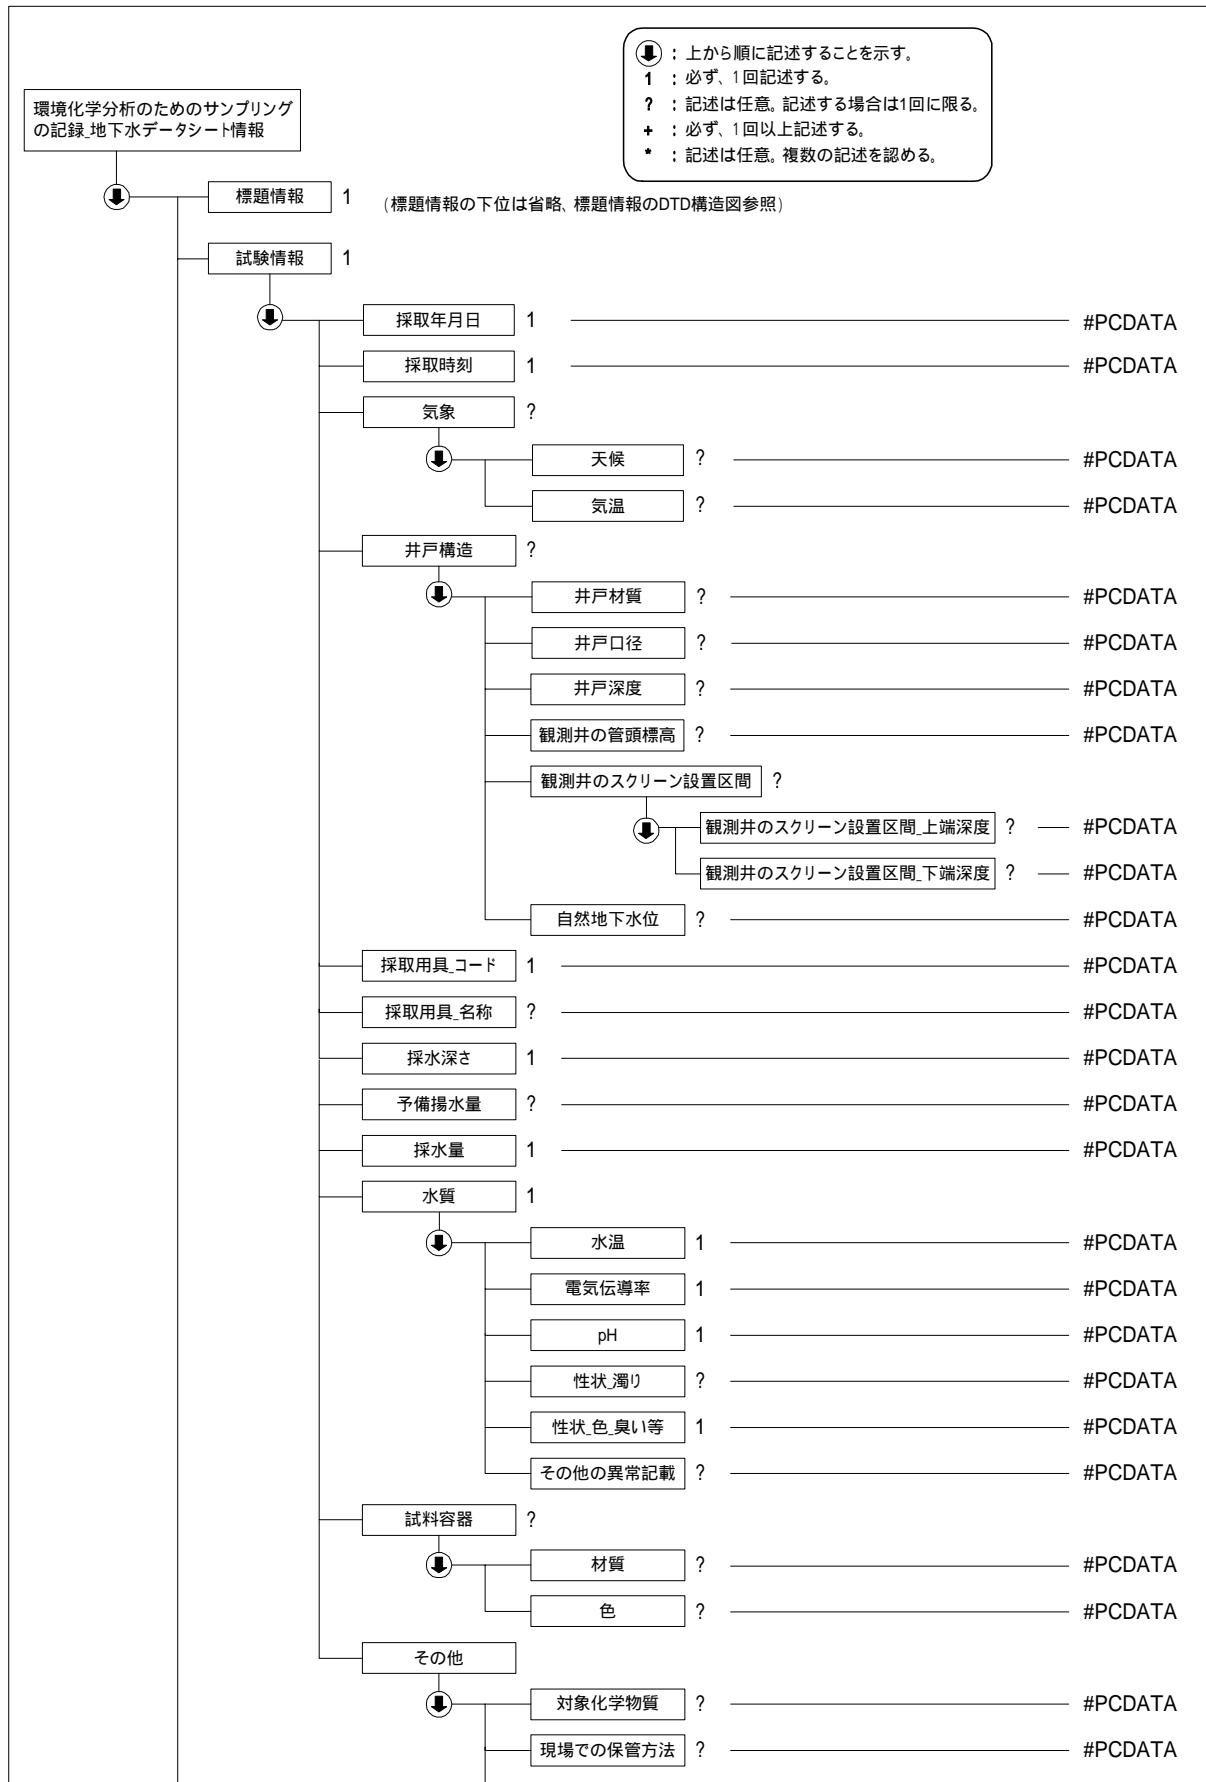 ：上から順に記述することを示す。
1 ：必ず、1回記述する。
? ：記述は任意。記述する場合は1回に限る。
+ ：必ず、1回以上記述する。
* ：記述は任意。複数の記述を認める。
環境化学分析のためのサンプリング
の記録_地下水データシート情報
標題情報 1 (標題情報の下位は省略、標題情報のDTD構造図参照)
試験情報 1
採取年月日 1 #PCDATA
採取時刻 1 #PCDATA
気象 ?
天候 ? #PCDATA
気温 ? #PCDATA
井戸構造 ?
井戸材質 ? #PCDATA
井戸口径 ? #PCDATA
井戸深度 ? #PCDATA
観測井の管頭標高 ? #PCDATA
観測井のスクリーン設置区間 ?
観測井のスクリーン設置区間_上端深度 ? #PCDATA
観測井のスクリーン設置区間_下端深度 ? #PCDATA
自然地下水位 ? #PCDATA
採取用具_コード 1 #PCDATA
採取用具_名称 ? #PCDATA
採水深さ 1 #PCDATA
予備揚水量 ? #PCDATA
採水量 1 #PCDATA
水質 1
水温 1 #PCDATA
電気伝導率 1 #PCDATA
pH 1 #PCDATA
性状_濁り ? #PCDATA
性状_色_臭い等 1 #PCDATA
その他の異常記載 ? #PCDATA
試料容器 ?
材質 ? #PCDATA
色 ? #PCDATA
その他
対象化学物質 ? #PCDATA
現場での保管方法 ? #PCDATA